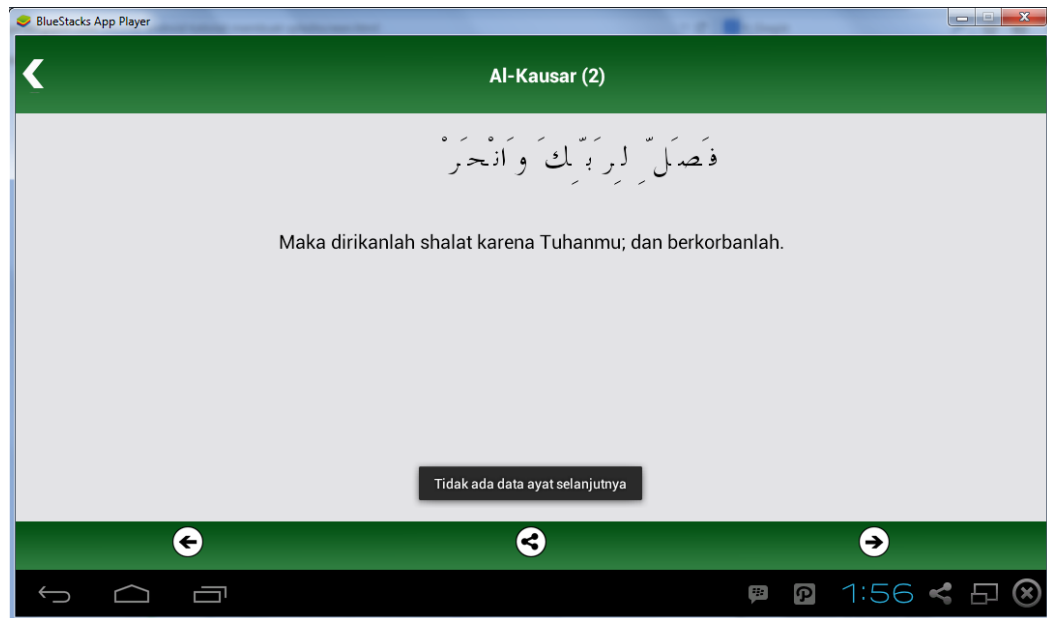 BlueStacks App Player
Al-Kausar (2)
فَصَلِّ لِرَبِّكَ وَانْحَرْ
Maka dirikanlah shalat karena Tuhanmu; dan berkorbanlah.
Tidak ada data ayat selanjutnya
1:56